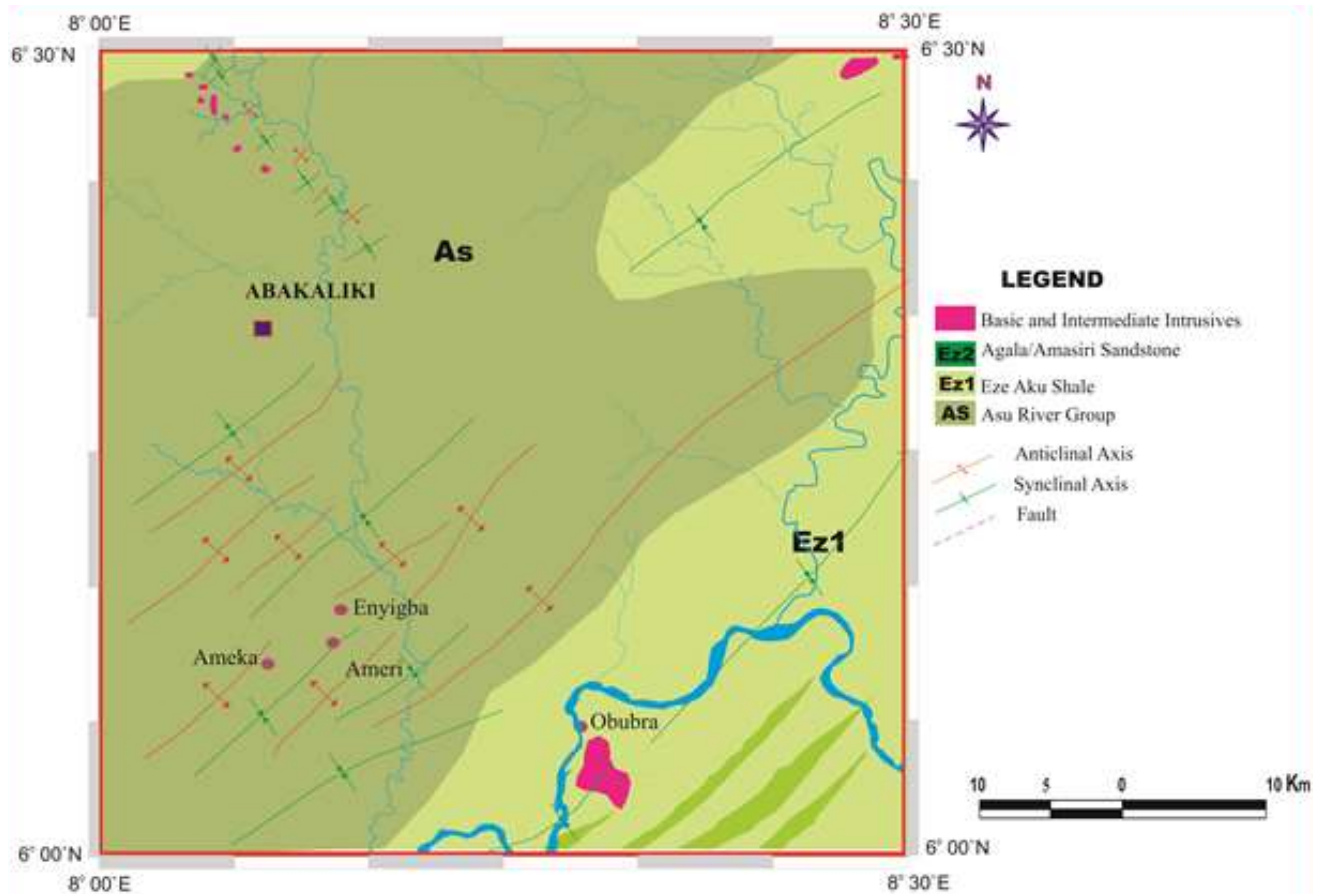 8°00'E
8°30'E
6°30'N
6°30'N
N
As
ABAKALIKI
LEGEND
Basic and Intermediate Intrusives
Ez2 Agala/Amasiri Sandstone
Ez1 Eze Aku Shale
AS Asu River Group
Anticlinal Axis
Synclinal Axis
Fault
Ez1
Enyigba
Ameka
Ameri
Obubra
10 5 0 10 Km
6°00'N
6°00'N
8°00'E
8°30'E